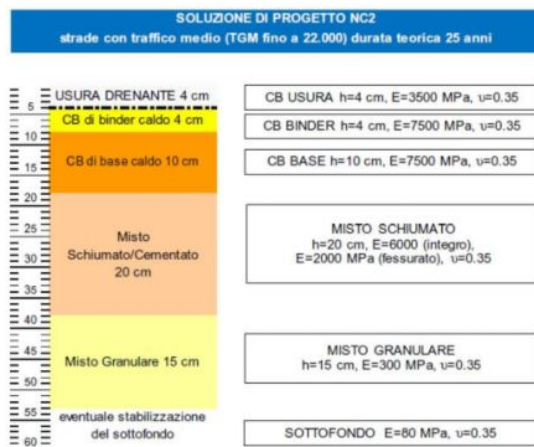 SOLUZIONE DI PROGETTO NC2
strade con traffico medio (TGM fino a 22.000) durata teorica 25 anni
USURA DRENANTE 4 cm
CB USURA h=4 cm, E=3500 MPa, υ=0.35
5
CB di binder caldo 4 cm
CB BINDER h=4 cm, E=7500 MPa, υ=0.35
10
15
CB di base caldo 10 cm
CB BASE h=10 cm, E=7500 MPa, υ=0.35
20
25
30
35
Misto
Schiumato/Cementato
20 cm
MISTO SCHIUMATO
h=20 cm, E=6000 (integro),
E=2000 MPa (fessurato), υ=0.35
40
45
50
Misto Granulare 15 cm
MISTO GRANULARE
h=15 cm, E=300 MPa, υ=0.35
55
60
eventuale stabilizzazione
del sottofondo
SOTTOFONDO E=80 MPa, υ=0.35